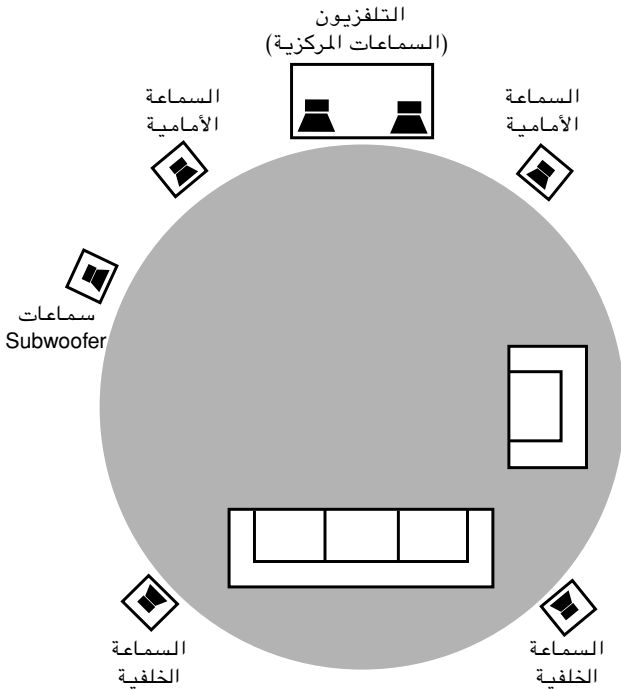 التلفزيون
(السماعات المركزية)
السماعة
الأمامية
السماعة
الأمامية
سماعات
Subwoofer
السماعة
الخلفية
السماعة
الخلفية